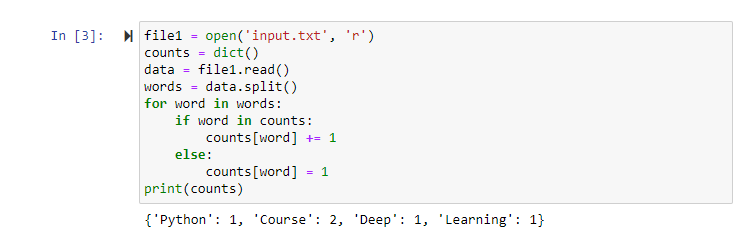 In [3]:
file1 = open('input.txt', 'r')
counts = dict()
data = file1.read()
words = data.split()
for word in words:
    if word in counts:
        counts[word] += 1
    else:
        counts[word] = 1
print(counts)
{'Python': 1, 'Course': 2, 'Deep': 1, 'Learning': 1}